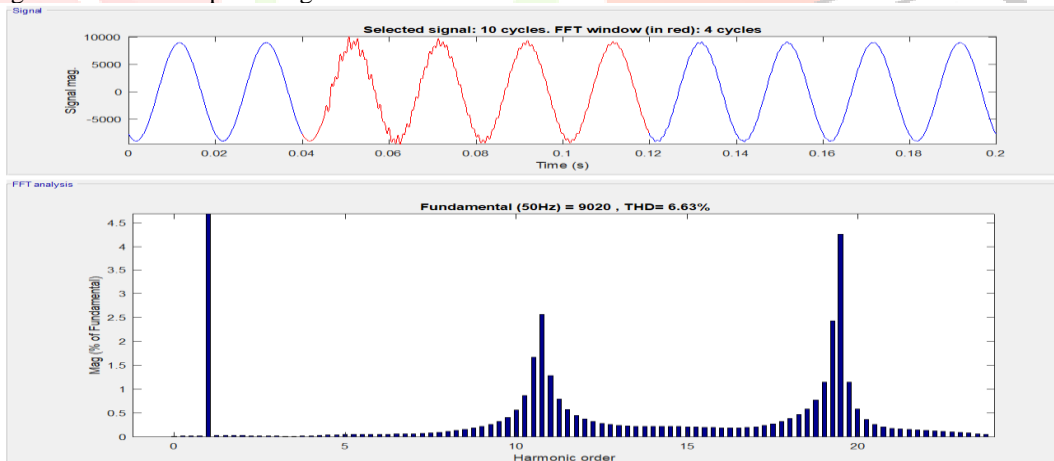 Signal
Selected signal: 10 cycles. FFT window (in red): 4 cycles
10000
5000
0
-5000
Signal mag.
0 0.02 0.04 0.06 0.08 0.1 0.12 0.14 0.16 0.18 0.2
Time (s)
FFT analysis
Fundamental (50Hz) = 9020 , THD= 6.63%
4.5
4
3.5
3
2.5
2
1.5
1
0.5
0
Mag (% of Fundamental)
0 5 10 15 20
Harmonic order